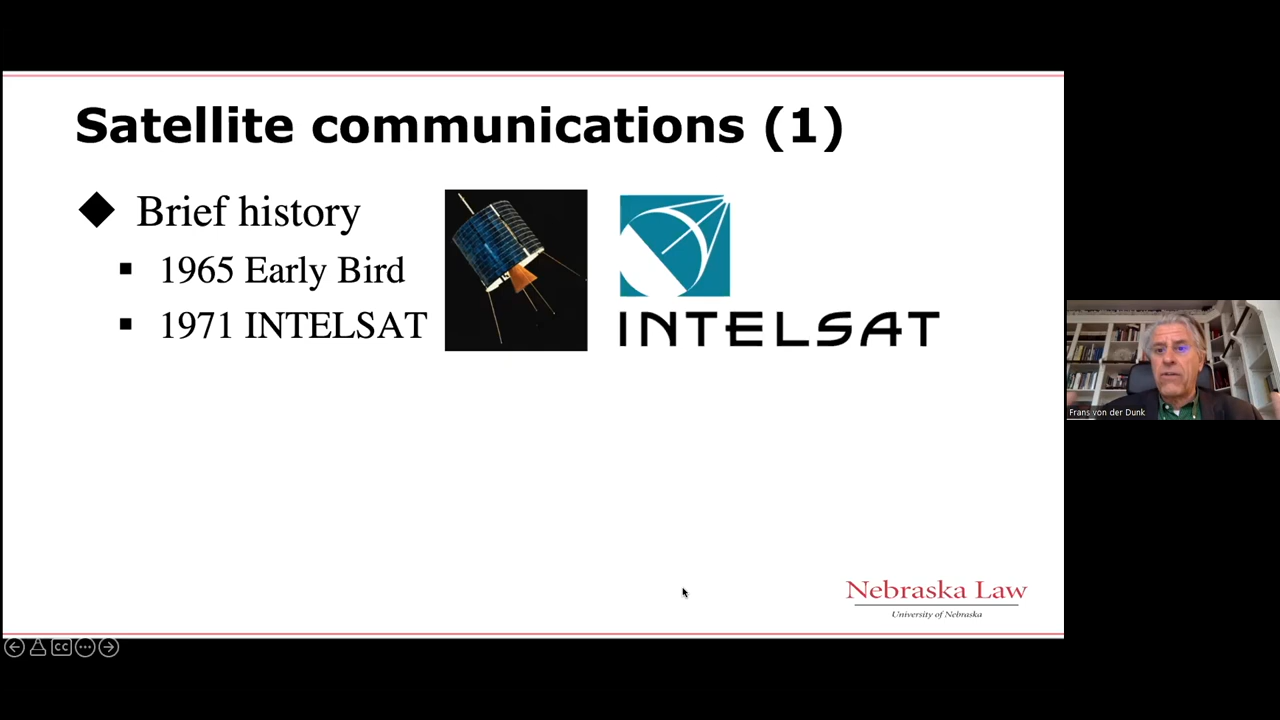 Satellite communications (1)
Brief history
1965 Early Bird
1971 INTELSAT
INTELSAT
Frans von der Dunk
Nebraska Law
University of Nebraska
CC